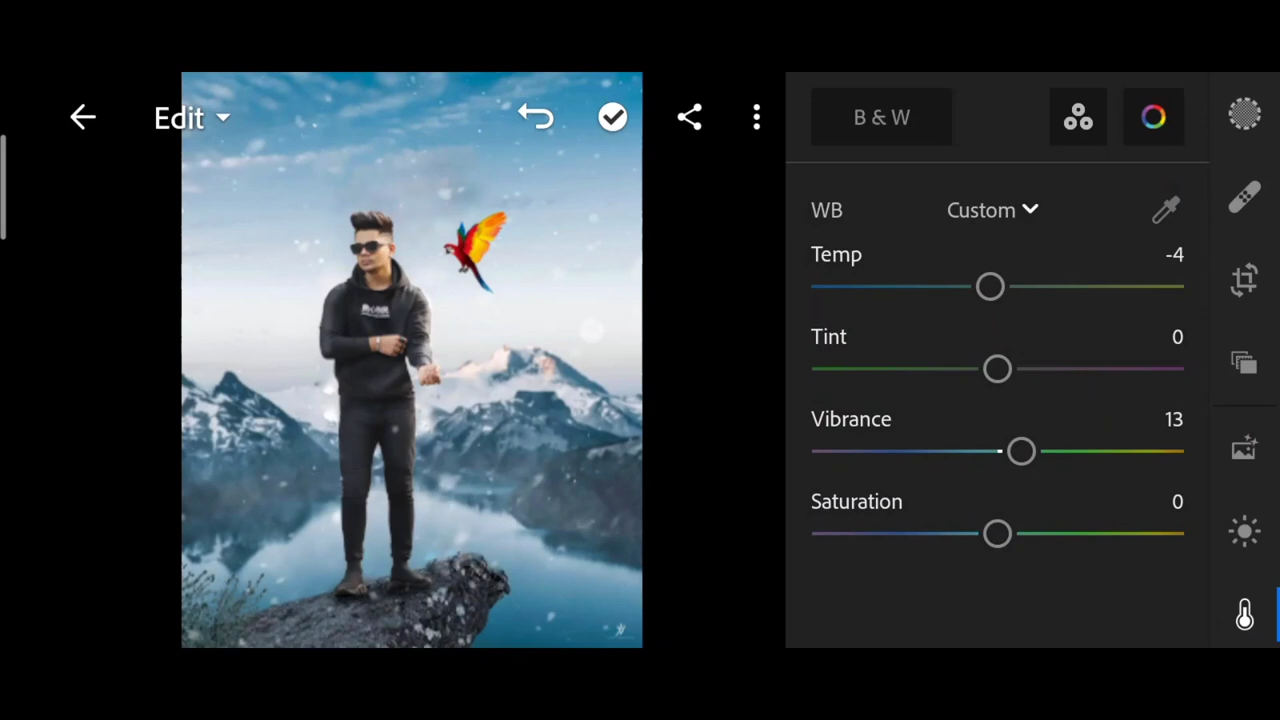 Edit
B & W
WB Custom
Temp -4
Tint 0
Vibrance 13
Saturation 0